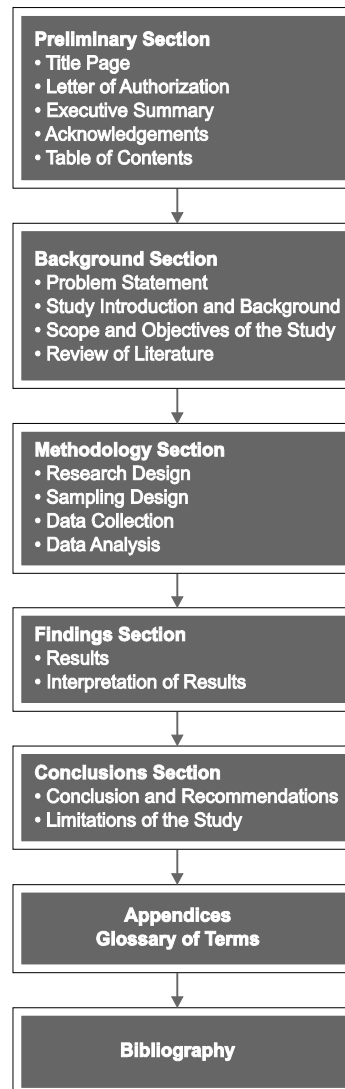 Preliminary Section
• Title Page
• Letter of Authorization
• Executive Summary
• Acknowledgements
• Table of Contents
Background Section
• Problem Statement
• Study Introduction and Background
• Scope and Objectives of the Study
• Review of Literature
Methodology Section
• Research Design
• Sampling Design
• Data Collection
• Data Analysis
Findings Section
• Results
• Interpretation of Results
Conclusions Section
• Conclusion and Recommendations
• Limitations of the Study
Appendices
Glossary of Terms
Bibliography